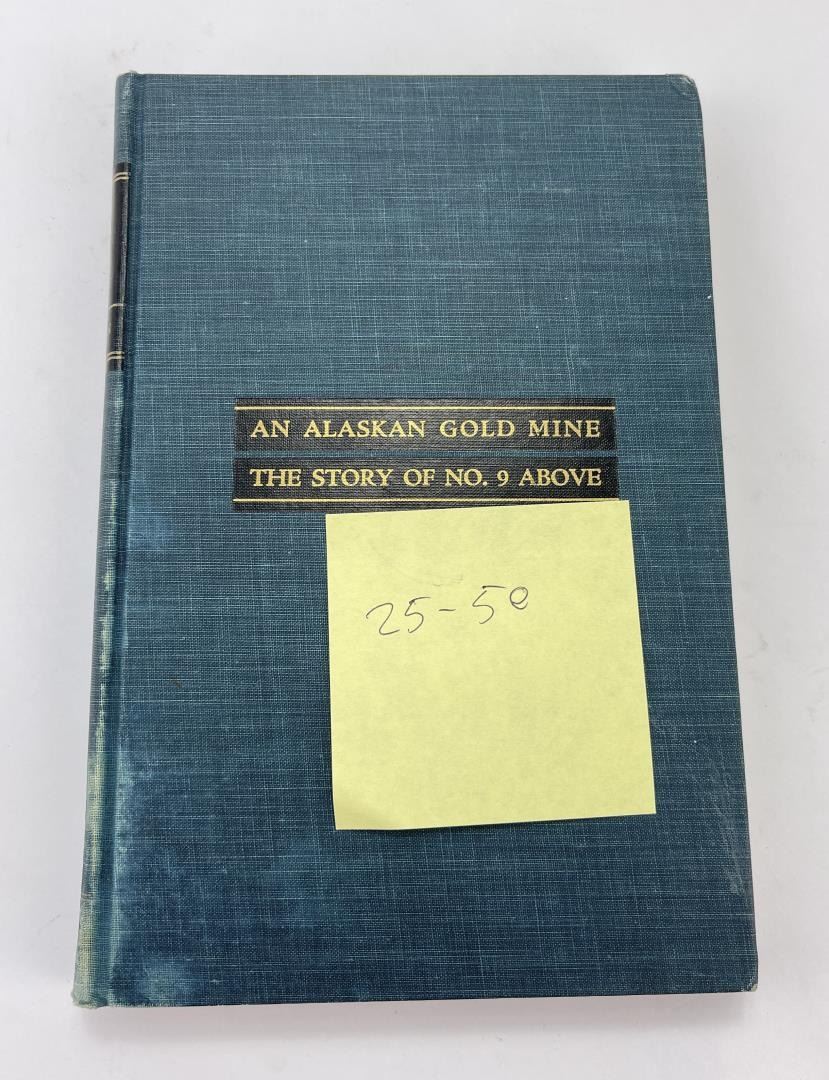 AN ALASKAN GOLD MINE
THE STORY OF NO. 9 ABOVE
25-50